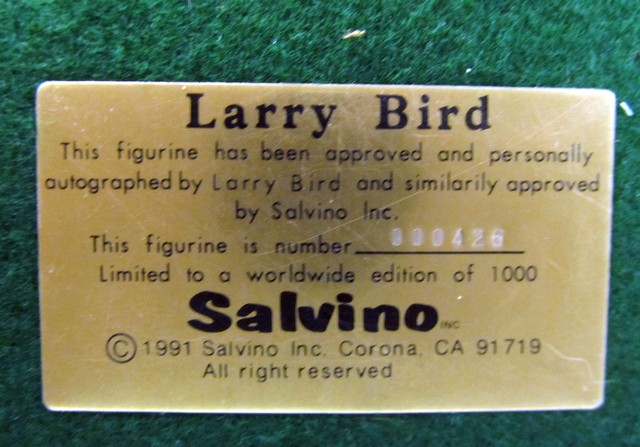 Larry Bird
This figurine has been approved and personally
autographed by Larry Bird and similarily approved
by Salvino Inc.
This figurine is number 000426
Limited to a worldwide edition of 1000
Salvino INC
© 1991 Salvino Inc. Corona, CA 91719
All right reserved